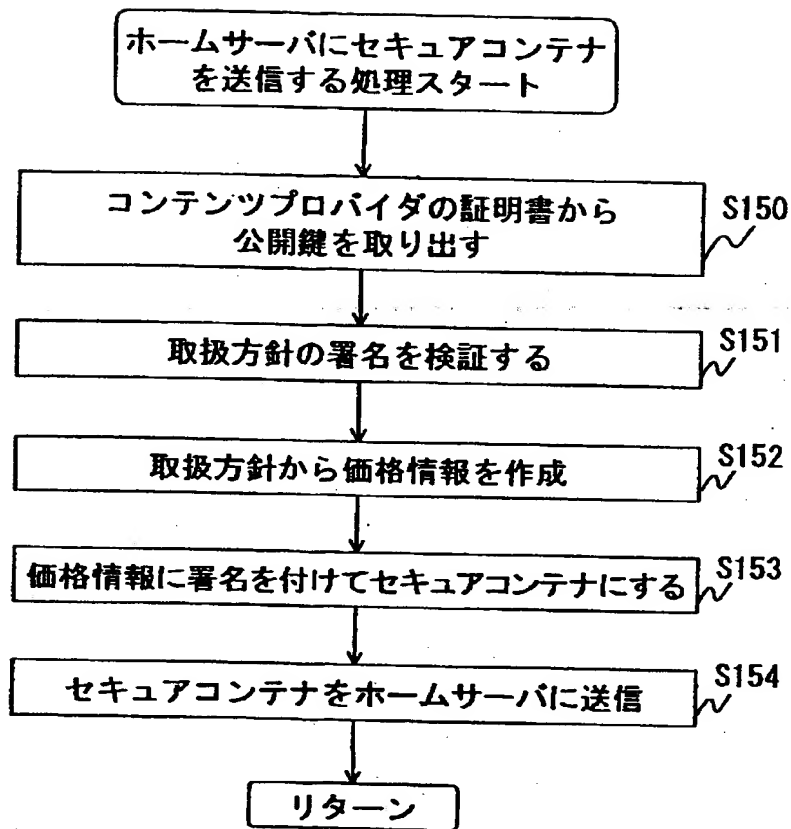 ホームサーバにセキュアコンテナ
を送信する処理スタート
コンテンツプロバイダの証明書から
公開鍵を取り出す
S150
取扱方針の署名を検証する
S151
取扱方針から価格情報を作成
S152
価格情報に署名を付けてセキュアコンテナにする
S153
セキュアコンテナをホームサーバに送信
S154
リターン